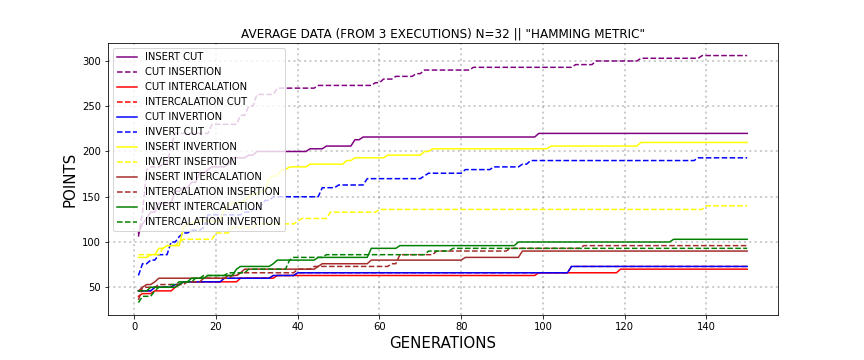 AVERAGE DATA (FROM 3 EXECUTIONS) N=32 || "HAMMING METRIC"
INSERT CUT
CUT INSERTION
CUT INTERCALATION
INTERCALATION CUT
CUT INVERTION
INVERT CUT
INSERT INVERTION
INVERT INSERTION
INSERT INTERCALATION
INTERCALATION INSERTION
INVERT INTERCALATION
INTERCALATION INVERTION
300
250
200
150
100
50
POINTS
0 20 40 60 80 100 120 140
GENERATIONS